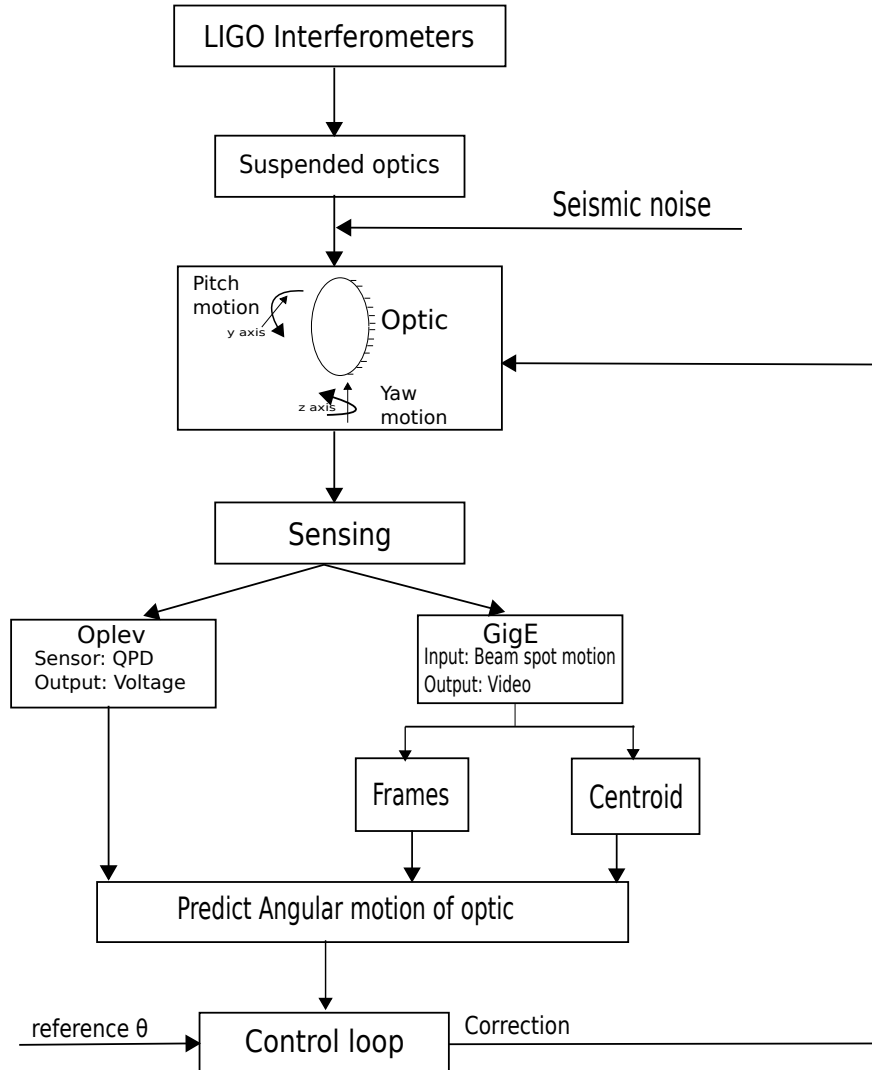 LIGO Interferometers
Suspended optics
Seismic noise
Pitch
motion
y axis
Optic
z axis
Yaw
motion
Sensing
Oplev
Sensor: QPD
Output: Voltage
GigE
Input: Beam spot motion
Output: Video
Frames
Centroid
Predict Angular motion of optic
reference θ
Control loop
Correction